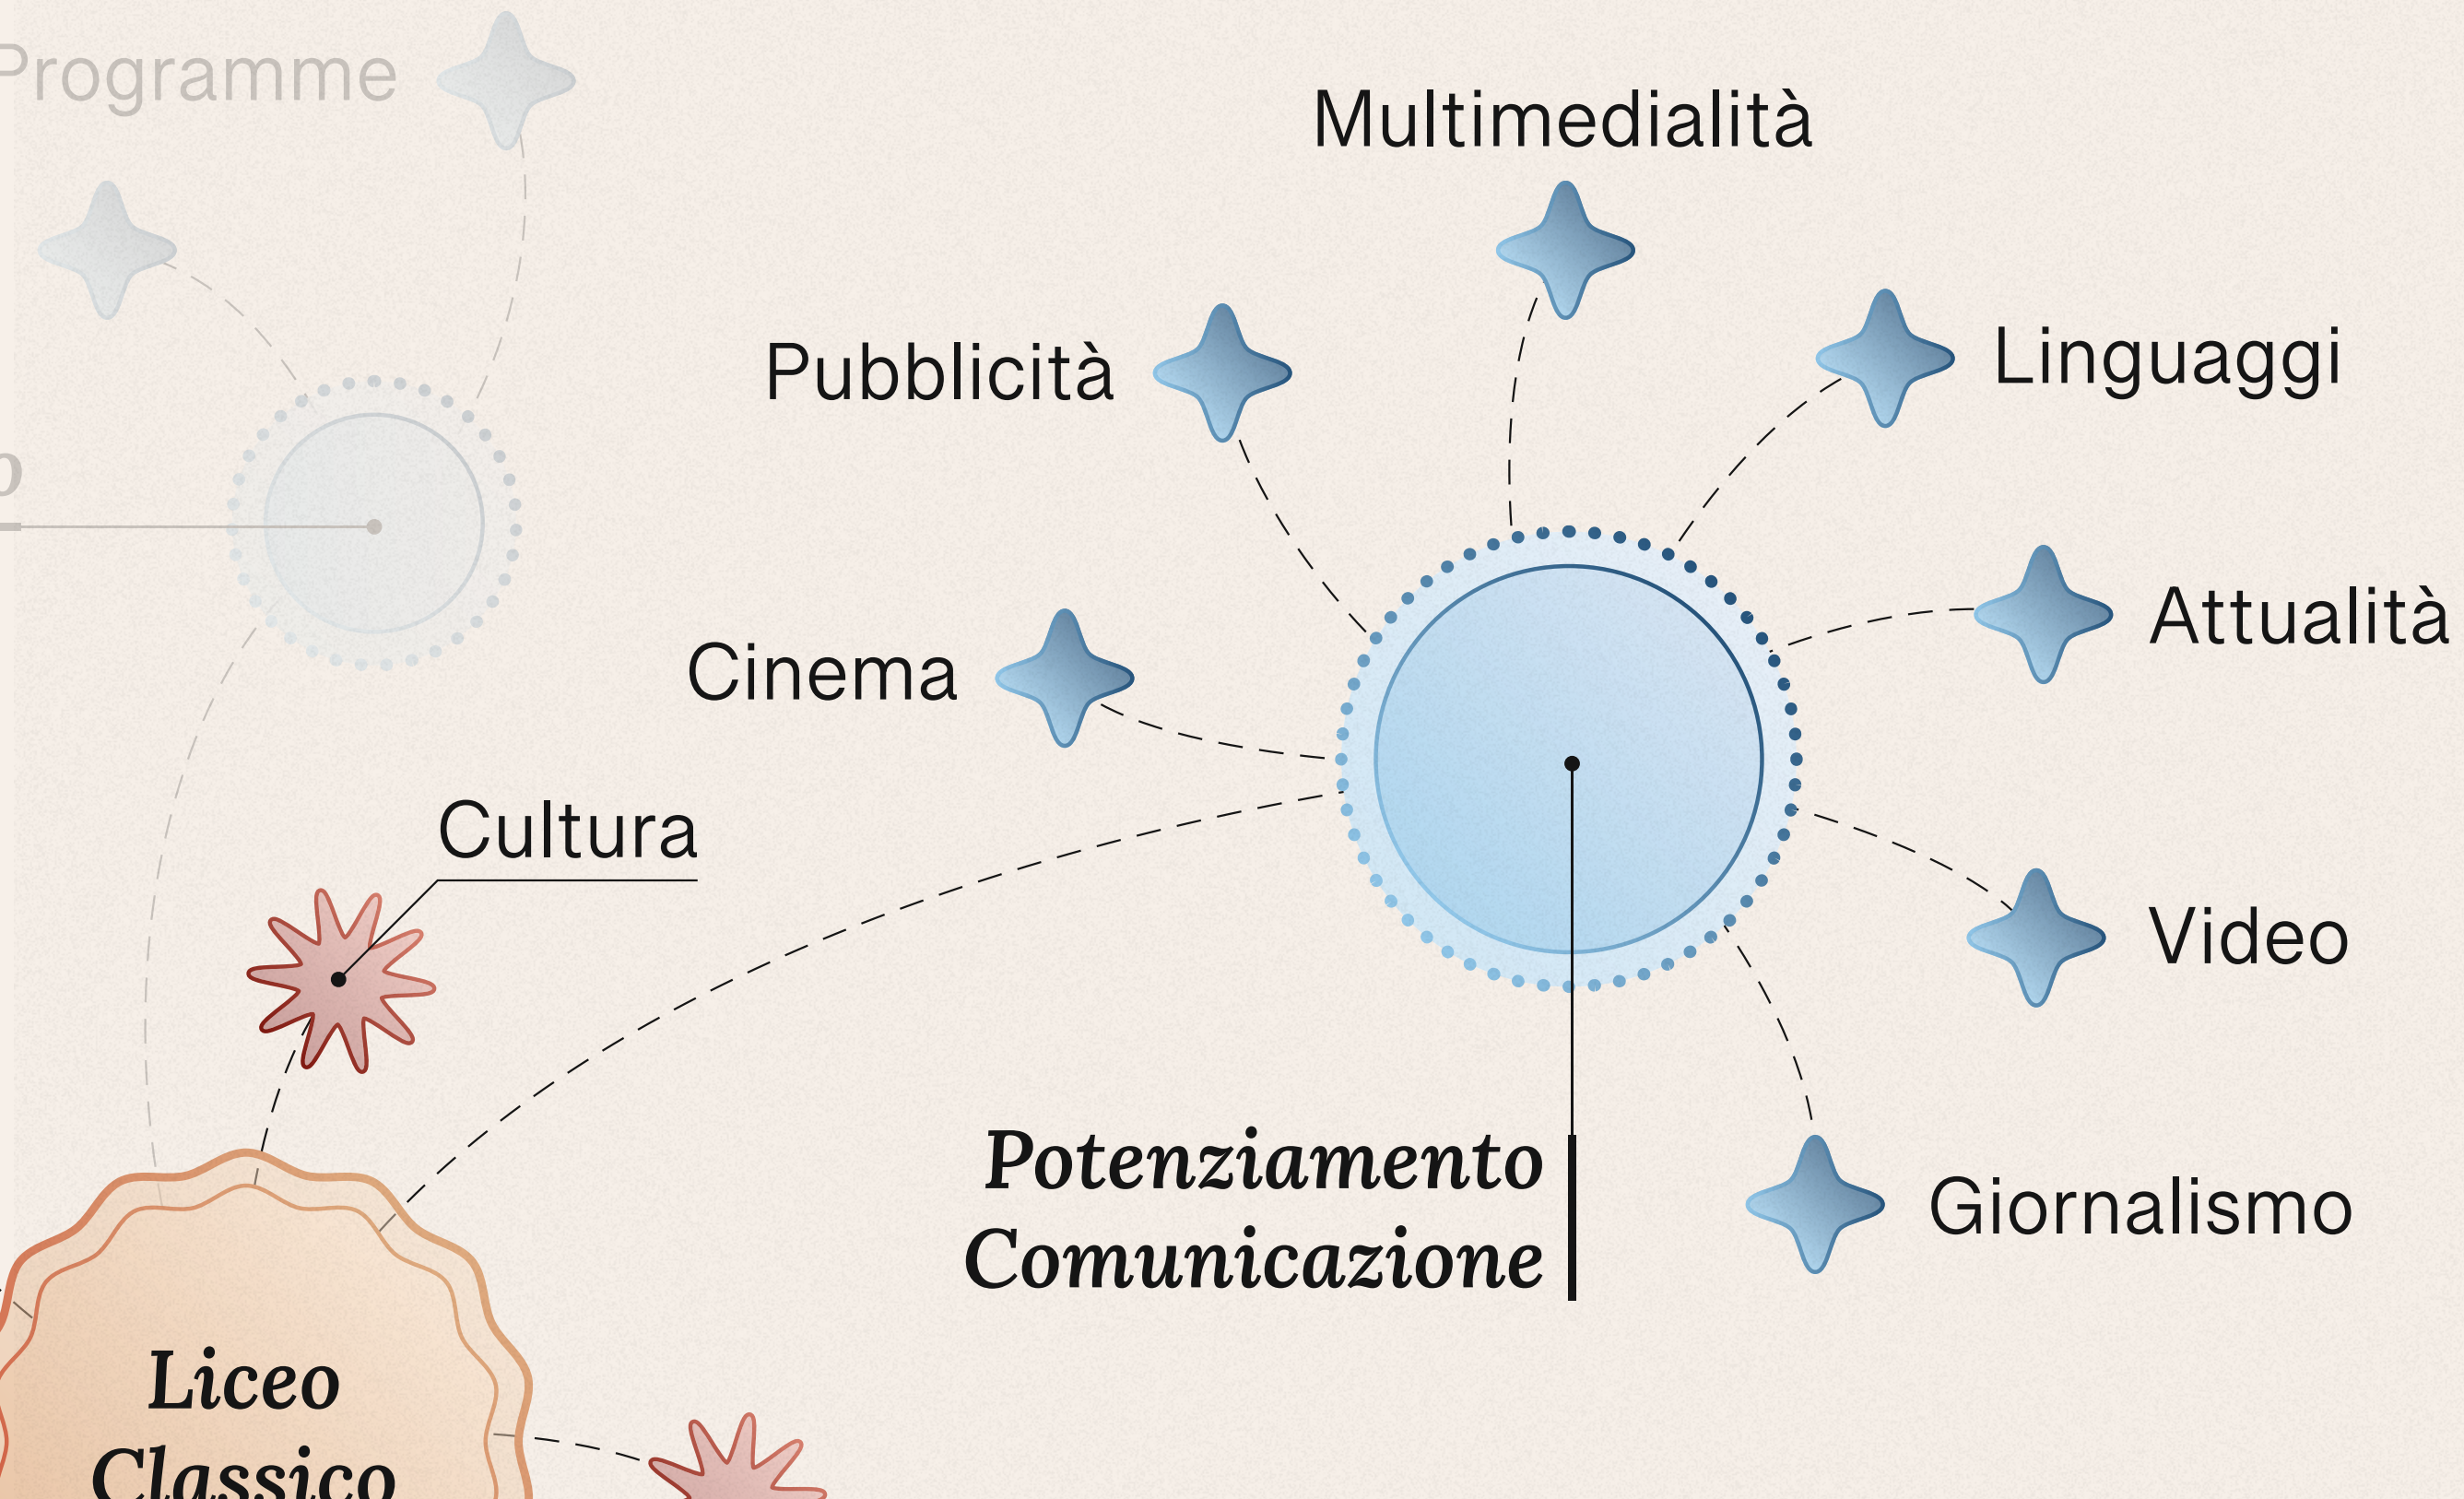 Programme
Multimedialità
Pubblicità
Linguaggi
Cinema
Attualità
Cultura
Video
Potenziamento
Comunicazione
Giornalismo
Liceo
Classico